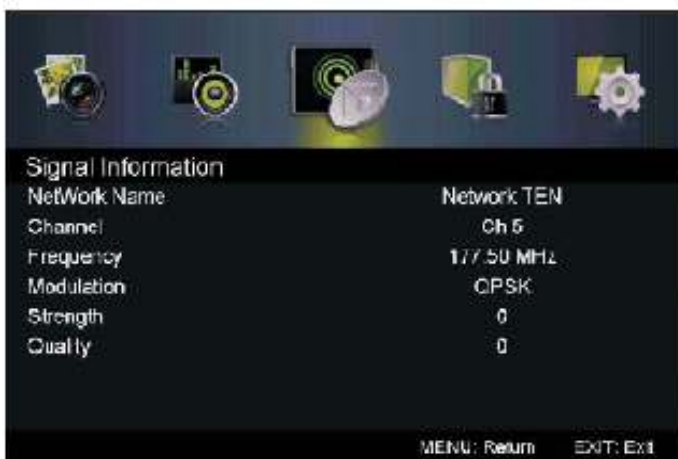 Signal Information
NetWork Name Network TEN
Channel Ch 5
Frequency 177.50 MHz
Modulation QPSK
Strength 0
Quality 0
MENU: Return EXIT: Exit